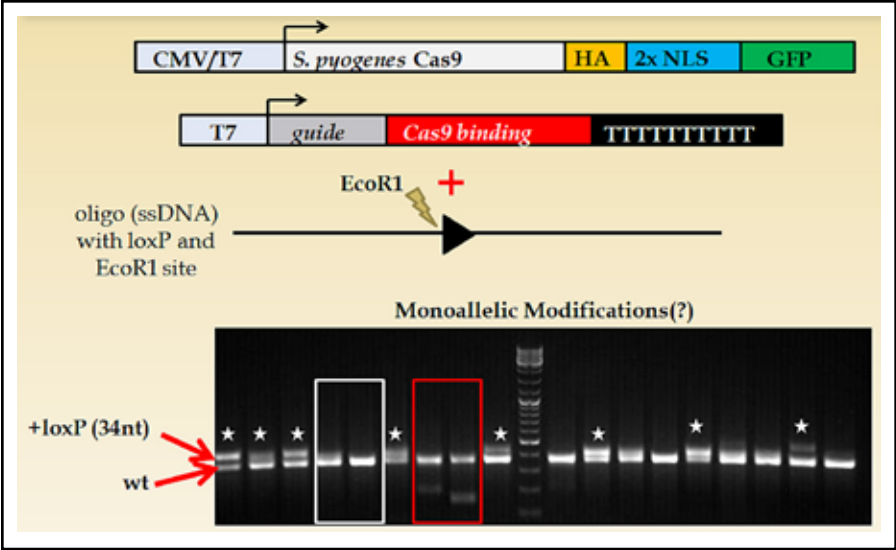 CMV/T7 S. pyogenes Cas9 HA 2x NLS GFP
T7 guide Cas9 binding TTTTTTTTTT
EcoR1 +
oligo (ssDNA)
with loxP and
EcoR1 site
Monoallelic Modifications(?)
+loxP (34nt)
wt